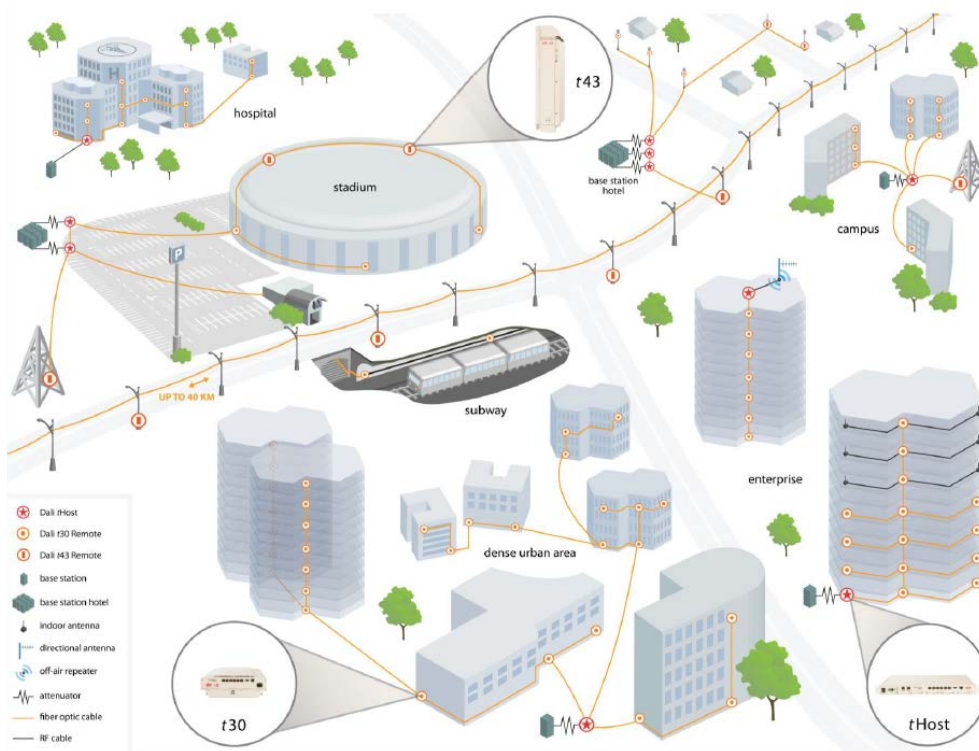 hospital
t43
stadium
base station
hotel
campus
UP TO 40 KM
subway
enterprise
dense urban area
t30
tHost
P
H
Dali tHost
Dali t30 Remote
Dali t43 Remote
base station
base station hotel
indoor antenna
directional antenna
off-air repeater
attenuator
fiber optic cable
RF cable